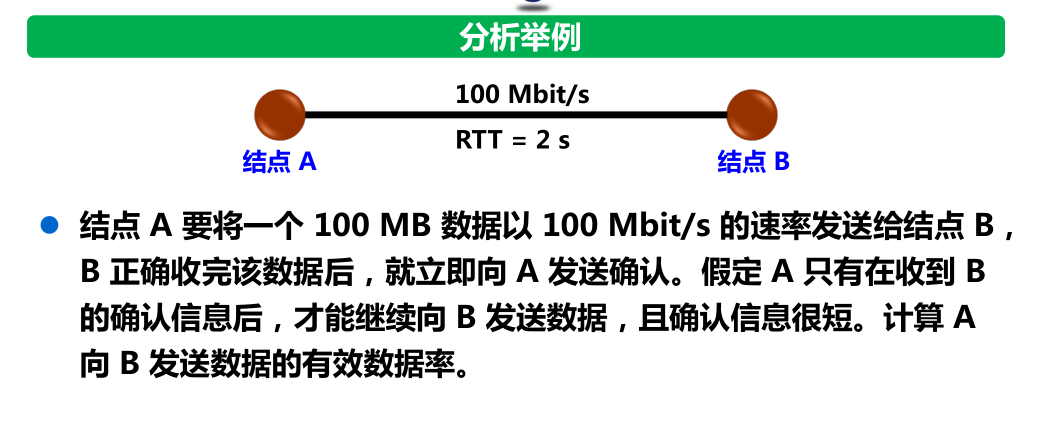 分析举例
100 Mbit/s
RTT = 2 s
结点 A
结点 B
结点 A 要将一个 100 MB 数据以 100 Mbit/s 的速率发送给结点 B，
B 正确收完该数据后，就立即向 A 发送确认。假定 A 只有在收到 B
的确认信息后，才能继续向 B 发送数据，且确认信息很短。计算 A
向 B 发送数据的有效数据率。